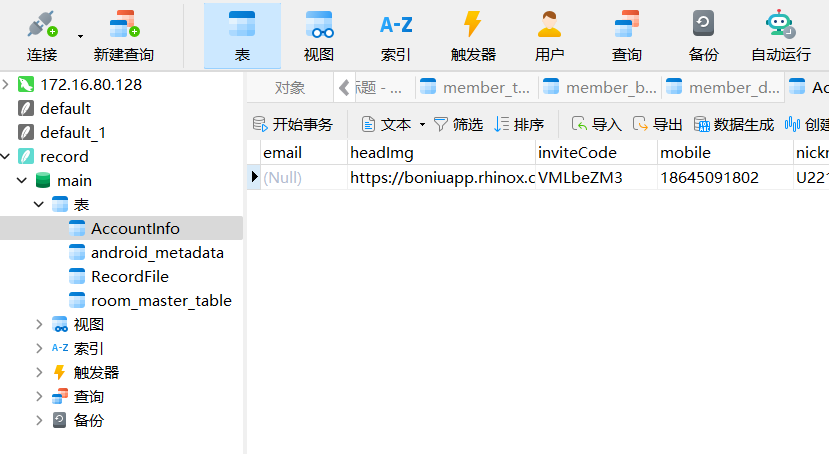 连接 新建查询 表 视图 A-Z 索引 触发器 用户 查询 备份 自动运行
172.16.80.128
default
default_1
record
main
表
AccountInfo
android_metadata
RecordFile
room_master_table
视图
A-Z 索引
触发器
查询
备份
对象 标题 - ... member_t... member_b... member_d... Ac
开始事务 文本 筛选 排序 导入 导出 数据生成 创建
email headImg inviteCode mobile nickn
(Null) https://boniuapp.rhinox.c VMLbeZM3 18645091802 U221